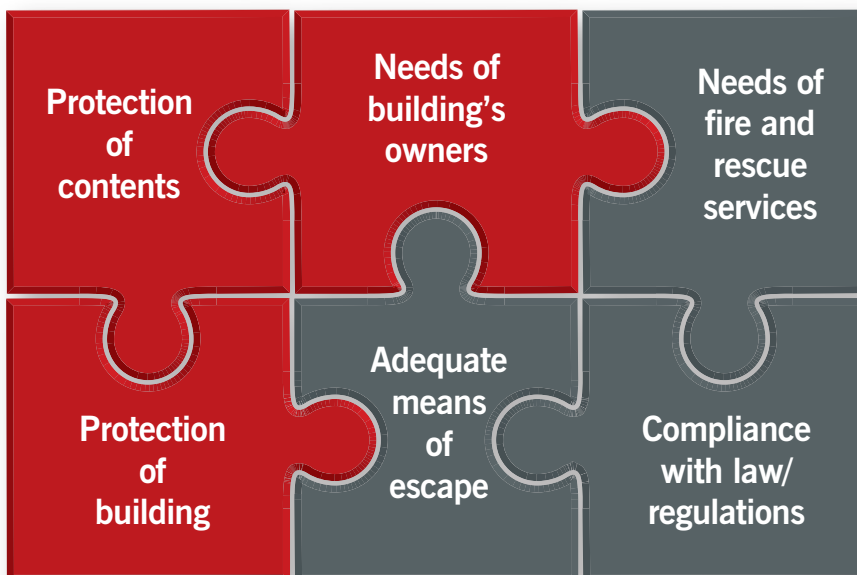 Protection
of
contents
Needs of
building's
owners
Needs of
fire and
rescue
services
Protection
of
building
Adequate
means
of
escape
Compliance
with law/
regulations